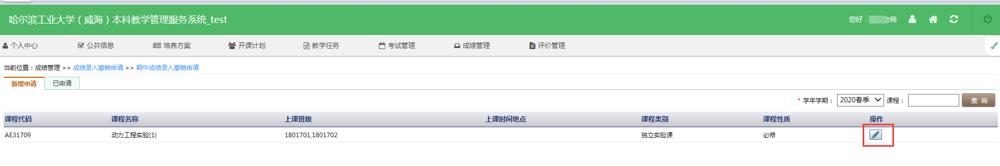 哈尔滨工业大学（威海）本科教学管理服务系统_test
您好 老师
个人中心 公共信息 培养方案 开课计划 教学任务 考试管理 成绩管理 评价管理
当前位置：成绩管理 >> 成绩录入撤销申请 >> 期中成绩录入撤销申请
新增申请 已申请
* 学年学期： 2020春季 课程： 查 询
课程代码 课程名称 上课班级 上课时间地点 课程类别 课程性质 操作
AE31709 动力工程实验(1) 1801701,1801702 独立实验课 必修